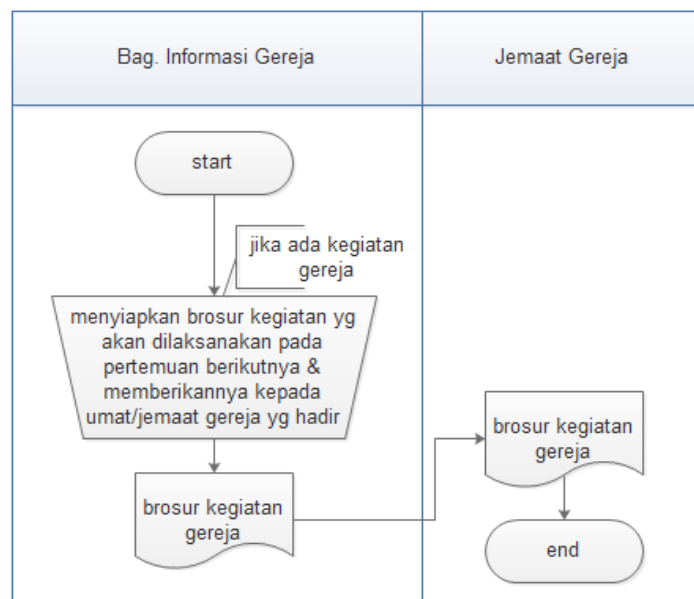 Bag. Informasi Gereja
Jemaat Gereja
start
jika ada kegiatan
gereja
menyiapkan brosur kegiatan yg
akan dilaksanakan pada
pertemuan berikutnya &
memberikannya kepada
umat/jemaat gereja yg hadir
brosur kegiatan
gereja
brosur kegiatan
gereja
end